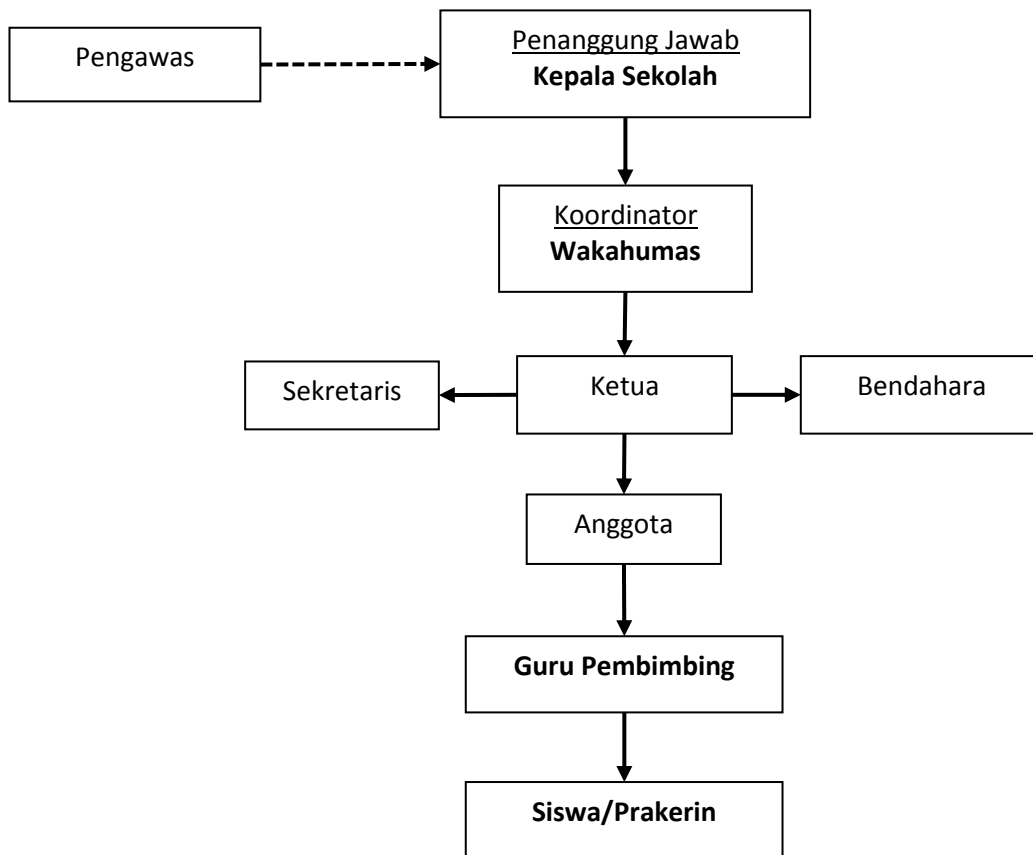 Pengawas
Penanggung Jawab
Kepala Sekolah
Koordinator
Wakahumas
Sekretaris
Ketua
Bendahara
Anggota
Guru Pembimbing
Siswa/Prakerin